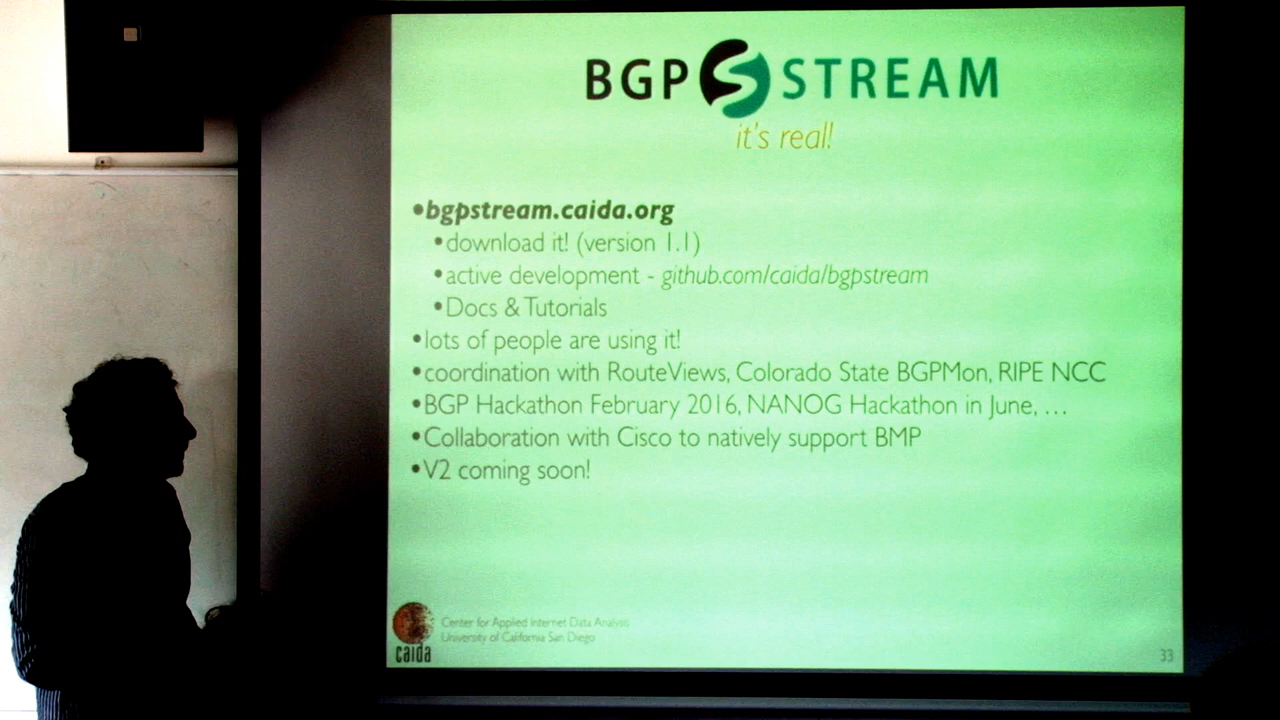 BGP STREAM
it's real!
•bgpstream.caida.org
•download it! (version 1.1)
•active development - github.com/caida/bgpstream
•Docs & Tutorials
•lots of people are using it!
•coordination with RouteViews, Colorado State BGPMon, RIPE NCC
•BGP Hackathon February 2016, NANOG Hackathon in June, …
•Collaboration with Cisco to natively support BMP
•V2 coming soon!
Center for Applied Internet Data Analysis
University of California San Diego
caida
33